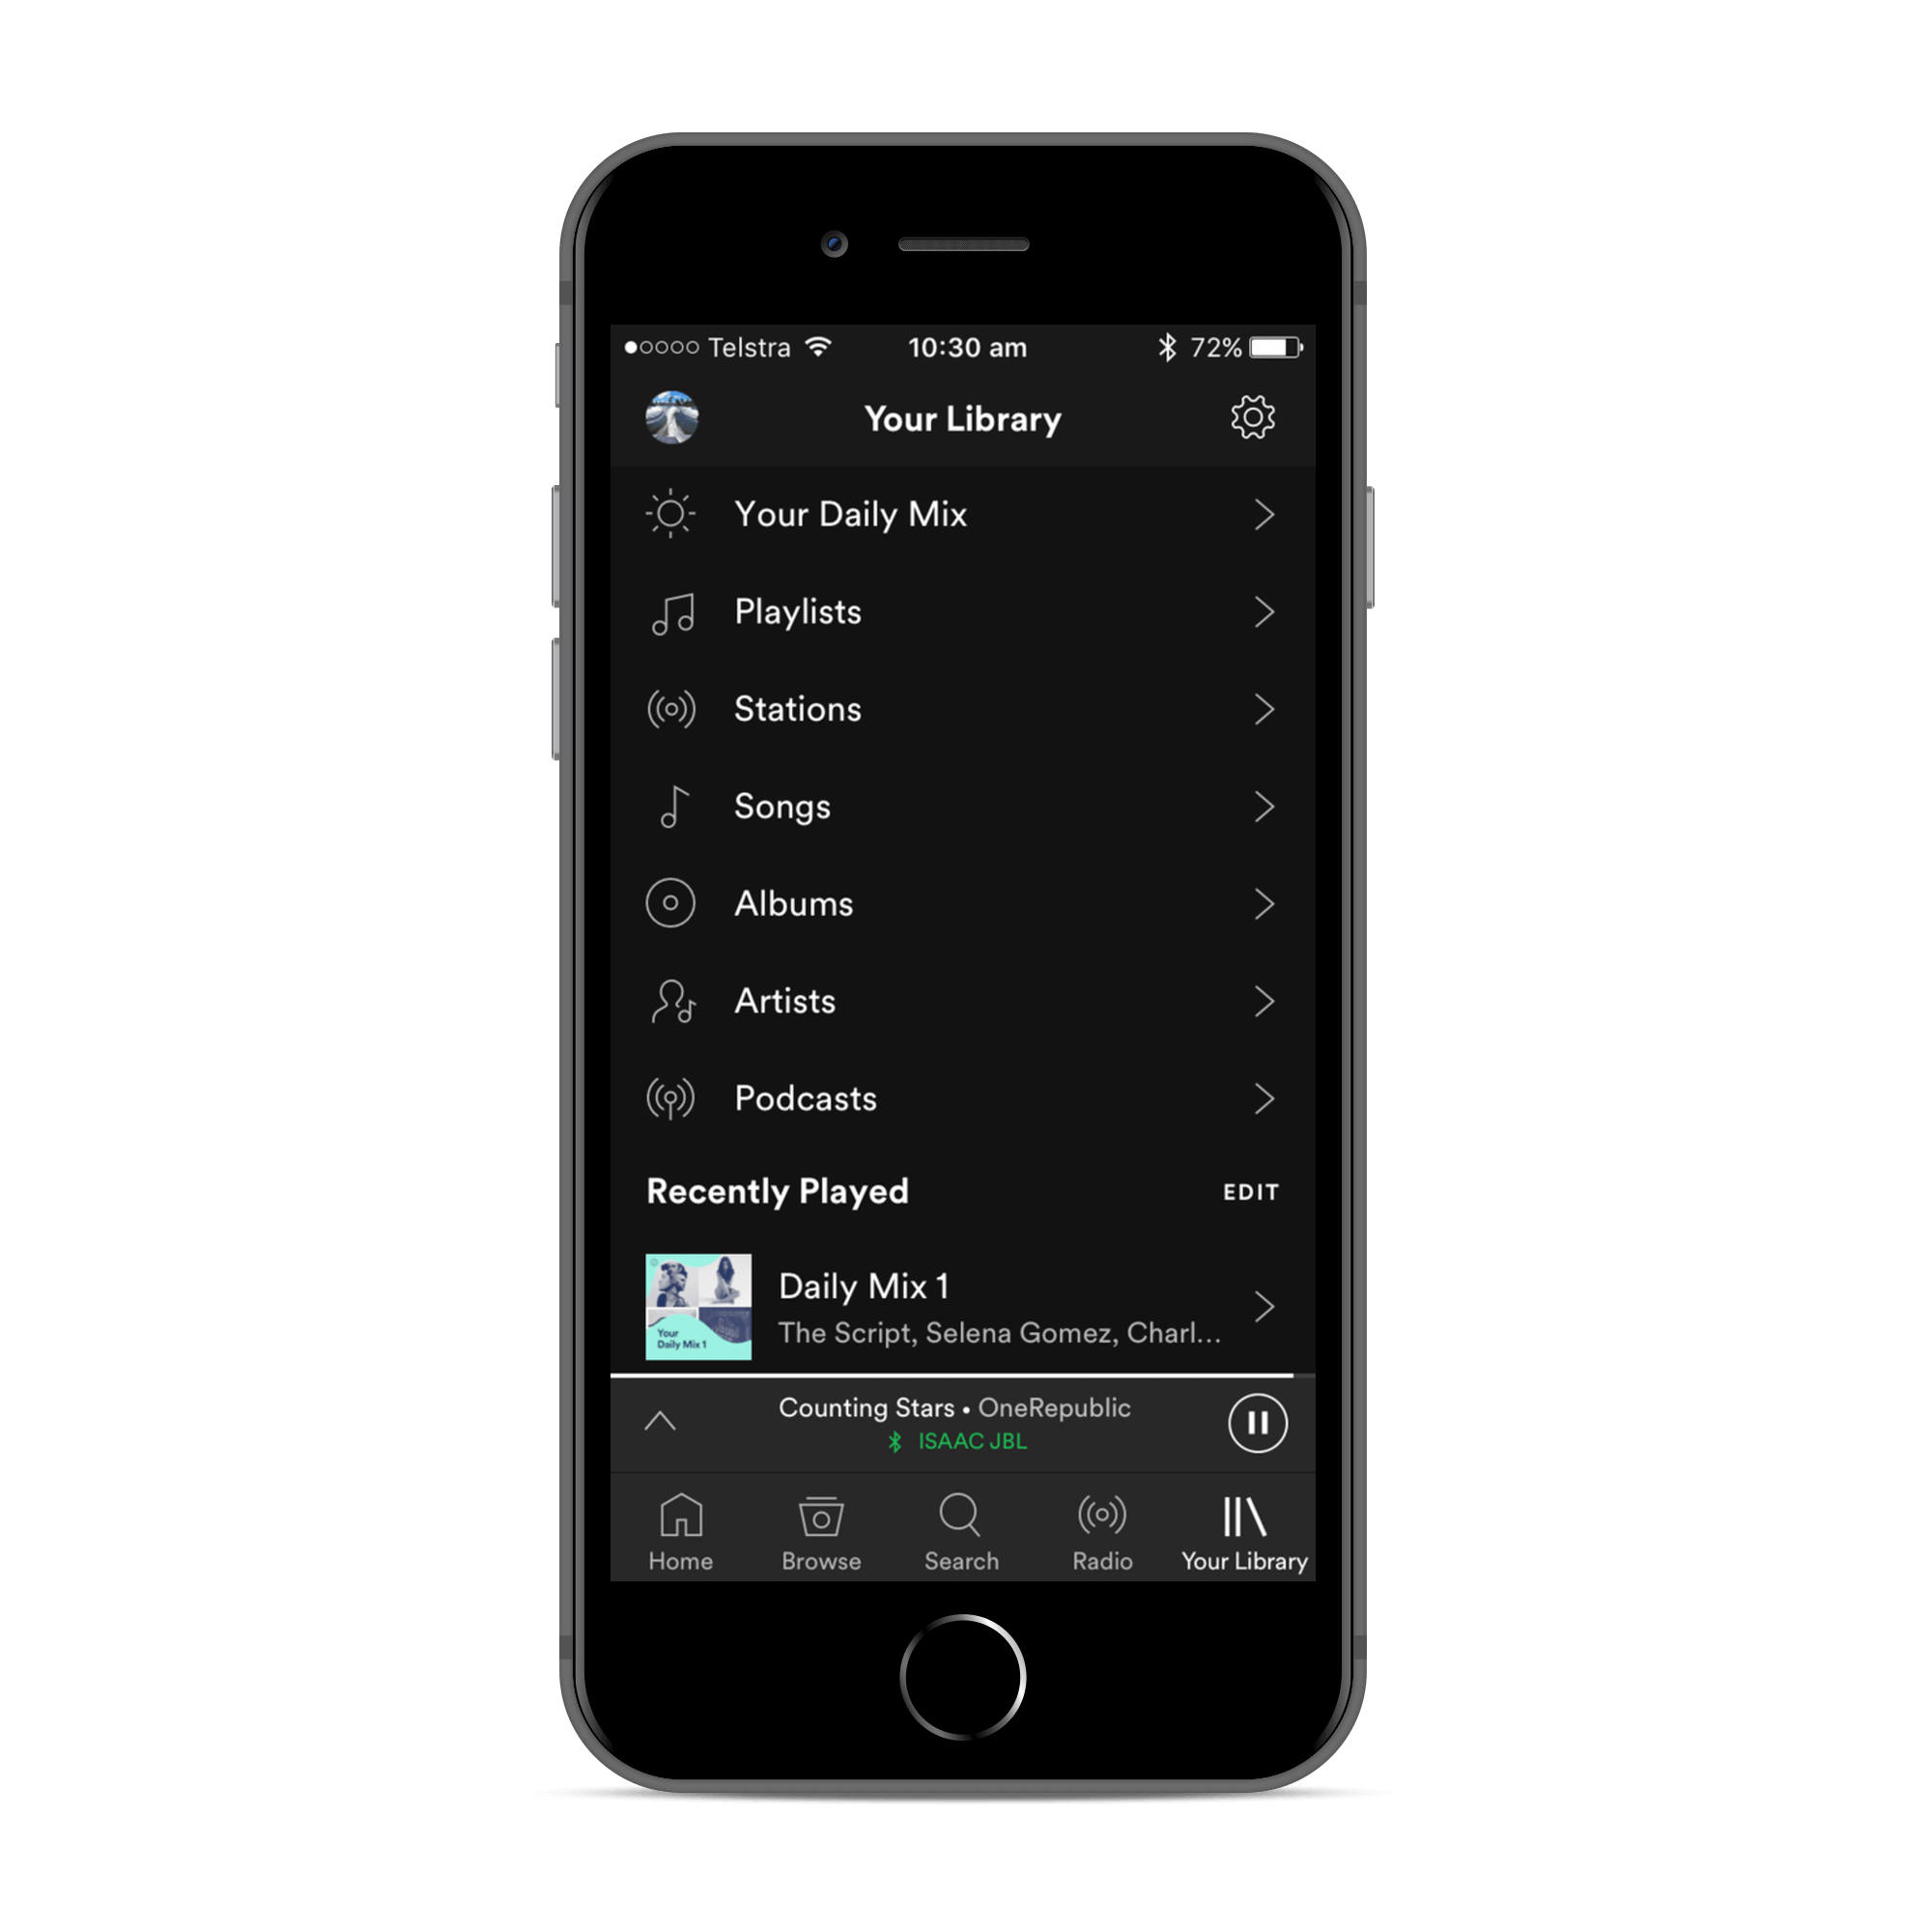 Telstra 10:30 am 72%
Your Library
Your Daily Mix
Playlists
Stations
Songs
Albums
Artists
Podcasts
Recently Played EDIT
Your
Daily Mix 1
Daily Mix 1
The Script, Selena Gomez, Charl...
Counting Stars • OneRepublic
ISAAC JBL
Home Browse Search Radio Your Library